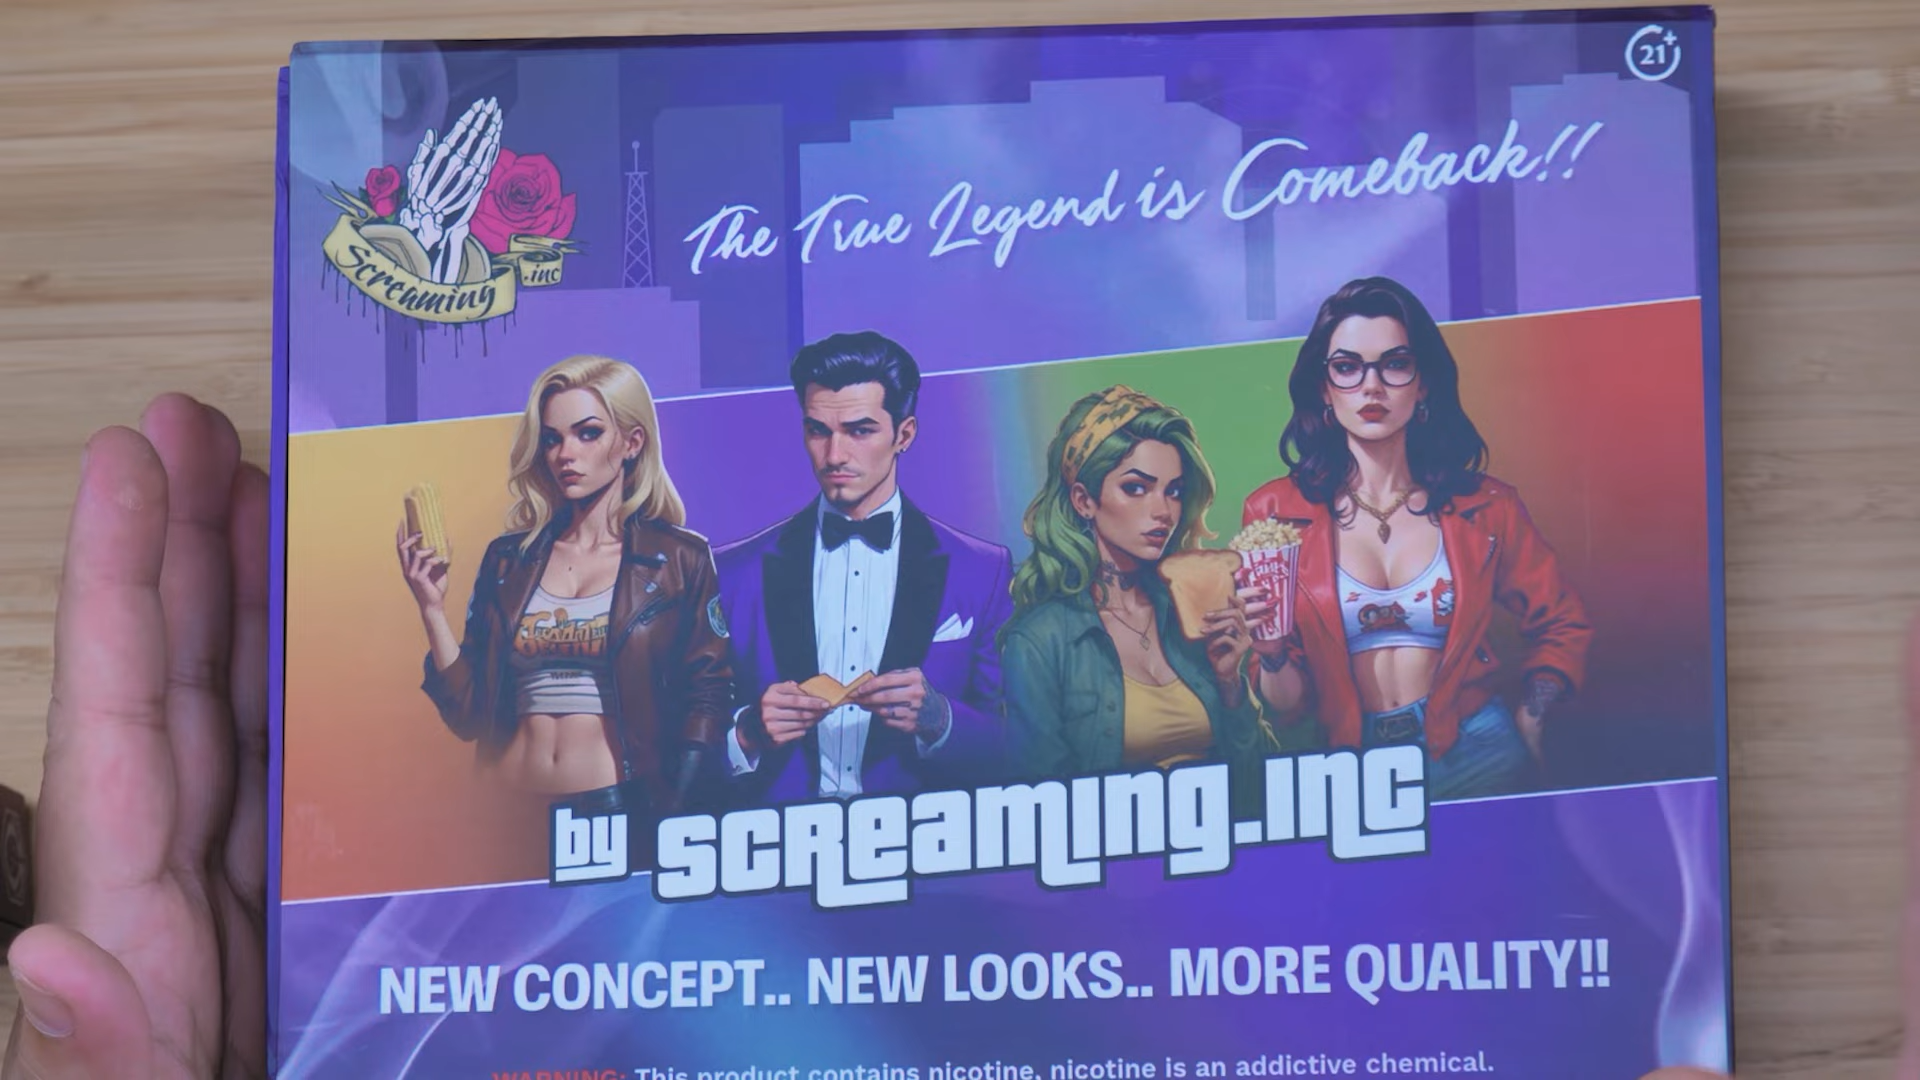 21+
The True Legend is Comeback!!
Screaming
.inc
by SCREAMING.INC
NEW CONCEPT.. NEW LOOKS.. MORE QUALITY!!
WARNING: This product contains nicotine, nicotine is an addictive chemical.